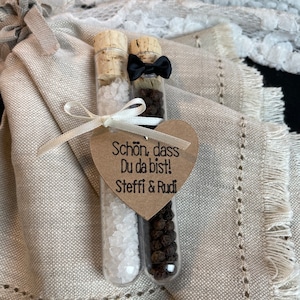 Schön, dass
Du da bist!
Steffi & Rudi